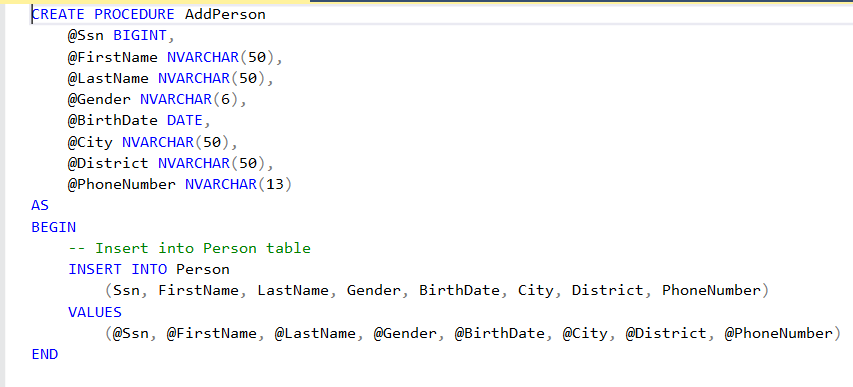 CREATE PROCEDURE AddPerson
    @Ssn BIGINT,
    @FirstName NVARCHAR(50),
    @LastName NVARCHAR(50),
    @Gender NVARCHAR(6),
    @BirthDate DATE,
    @City NVARCHAR(50),
    @District NVARCHAR(50),
    @PhoneNumber NVARCHAR(13)
AS
BEGIN
    -- Insert into Person table
    INSERT INTO Person
        (Ssn, FirstName, LastName, Gender, BirthDate, City, District, PhoneNumber)
    VALUES
        (@Ssn, @FirstName, @LastName, @Gender, @BirthDate, @City, @District, @PhoneNumber)
END